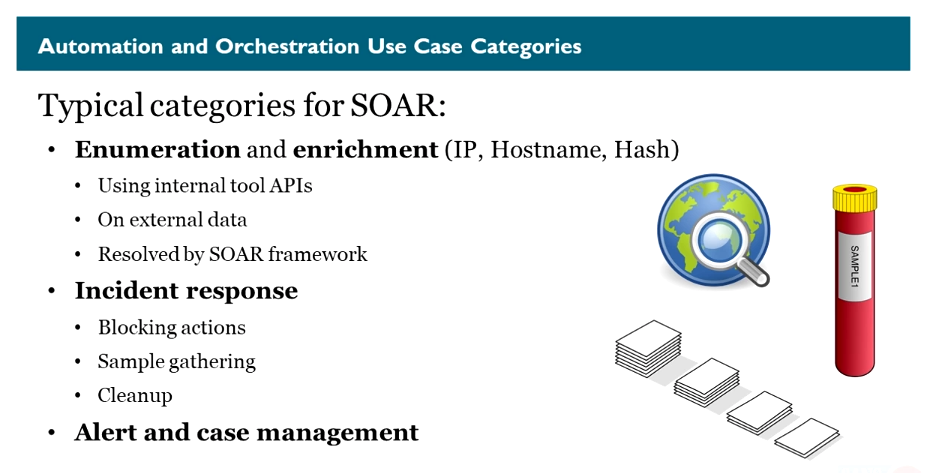 Automation and Orchestration Use Case Categories
Typical categories for SOAR:
• Enumeration and enrichment (IP, Hostname, Hash)
• Using internal tool APIs
• On external data
• Resolved by SOAR framework
• Incident response
• Blocking actions
• Sample gathering
• Cleanup
• Alert and case management
SAMPLE1